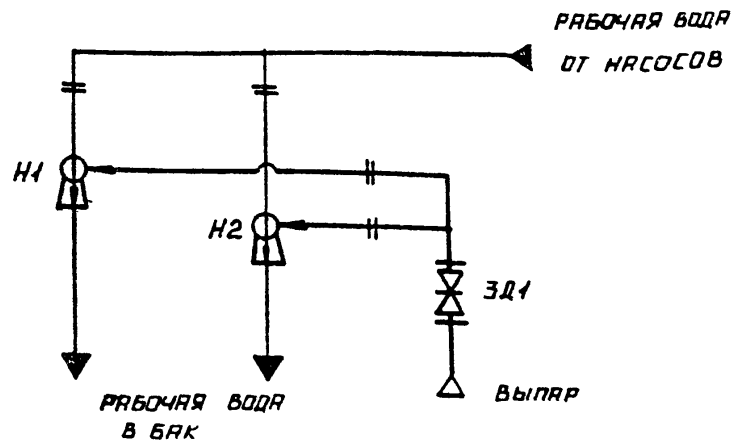 РАБОЧАЯ ВОДА
ОТ НАСОСОВ
Н1
Н2
ЗД1
ВЫПАР
РАБОЧАЯ ВОДА
В БАК